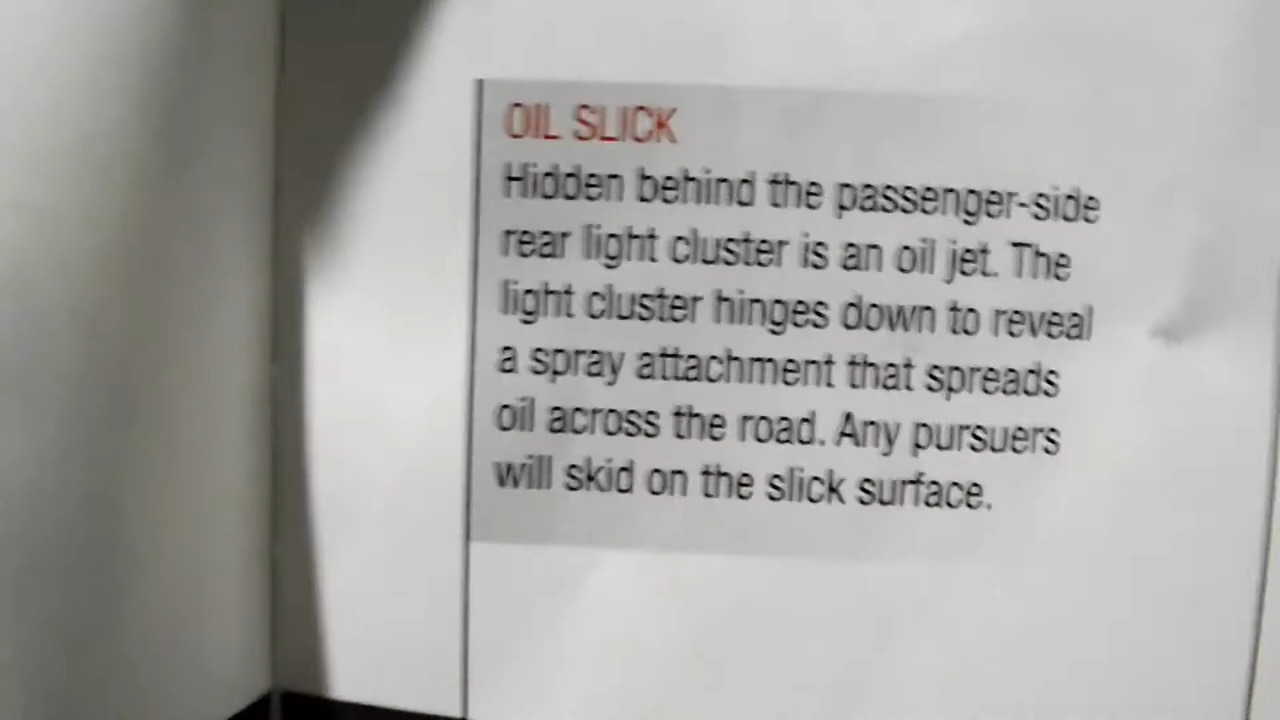 OIL SLICK
Hidden behind the passenger-side
rear light cluster is an oil jet. The
light cluster hinges down to reveal
a spray attachment that spreads
oil across the road. Any pursuers
will skid on the slick surface.